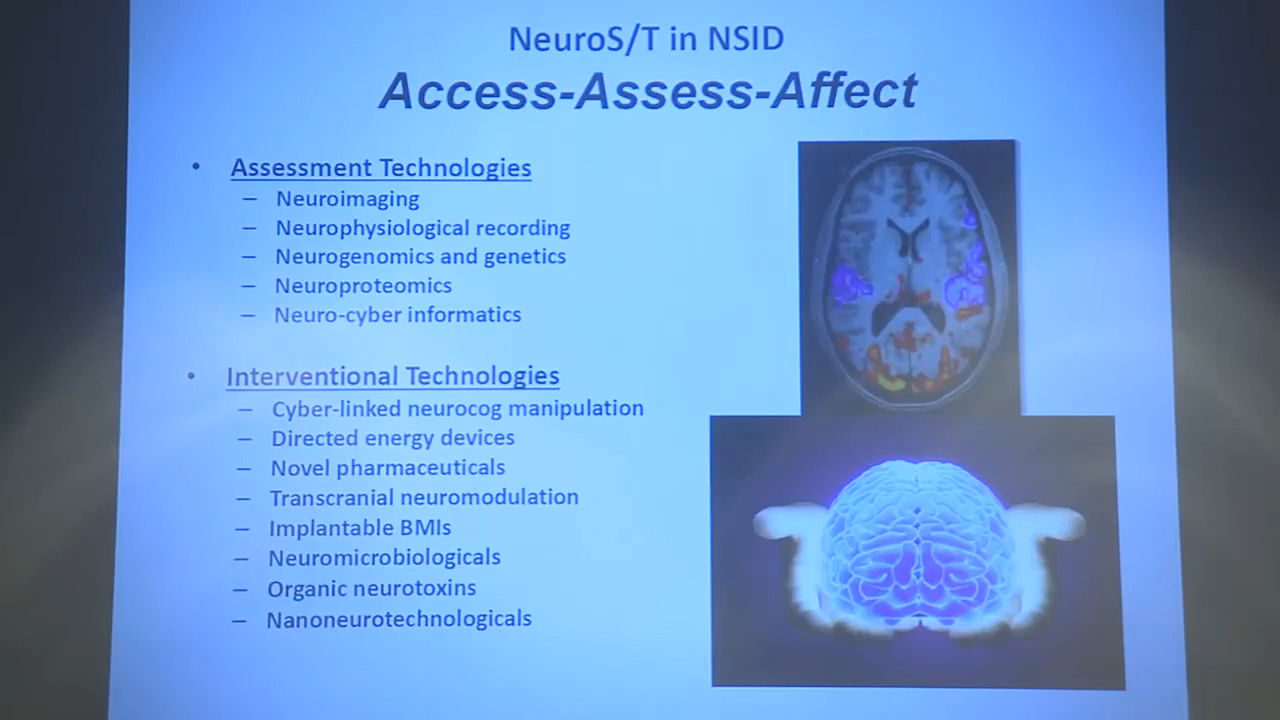 NeuroS/T in NSID
Access-Assess-Affect
• Assessment Technologies
– Neuroimaging
– Neurophysiological recording
– Neurogenomics and genetics
– Neuroproteomics
– Neuro-cyber informatics
• Interventional Technologies
– Cyber-linked neurocog manipulation
– Directed energy devices
– Novel pharmaceuticals
– Transcranial neuromodulation
– Implantable BMIs
– Neuromicrobiologicals
– Organic neurotoxins
– Nanoneurotechnologicals